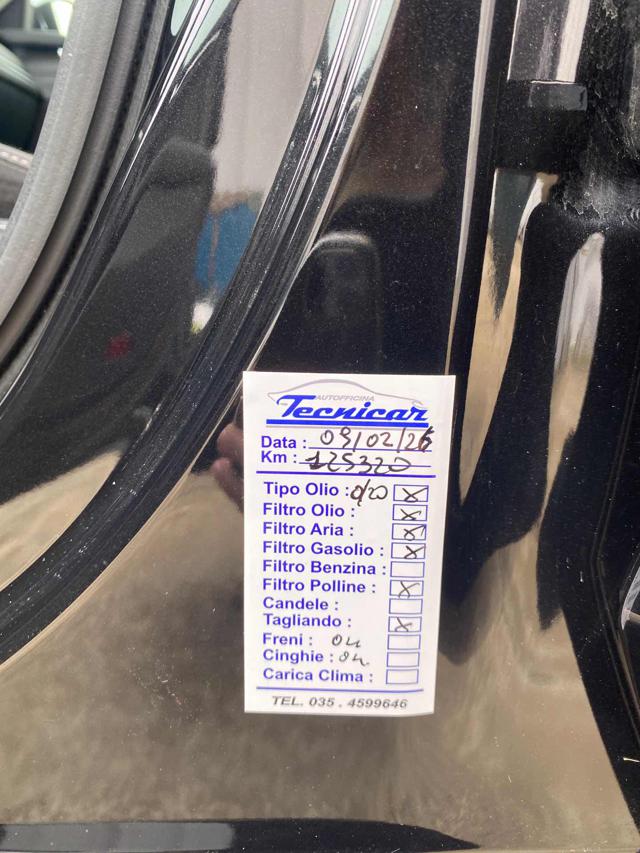 AUTOFFICINA
Tecnicar
Data : 09/02/26
Km : 125320
Tipo Olio : 0/20 X
Filtro Olio : X
Filtro Aria : X
Filtro Gasolio : X
Filtro Benzina :
Filtro Polline : X
Candele :
Tagliando : X
Freni : OK
Cinghie : OK
Carica Clima :
TEL. 035 . 4599646